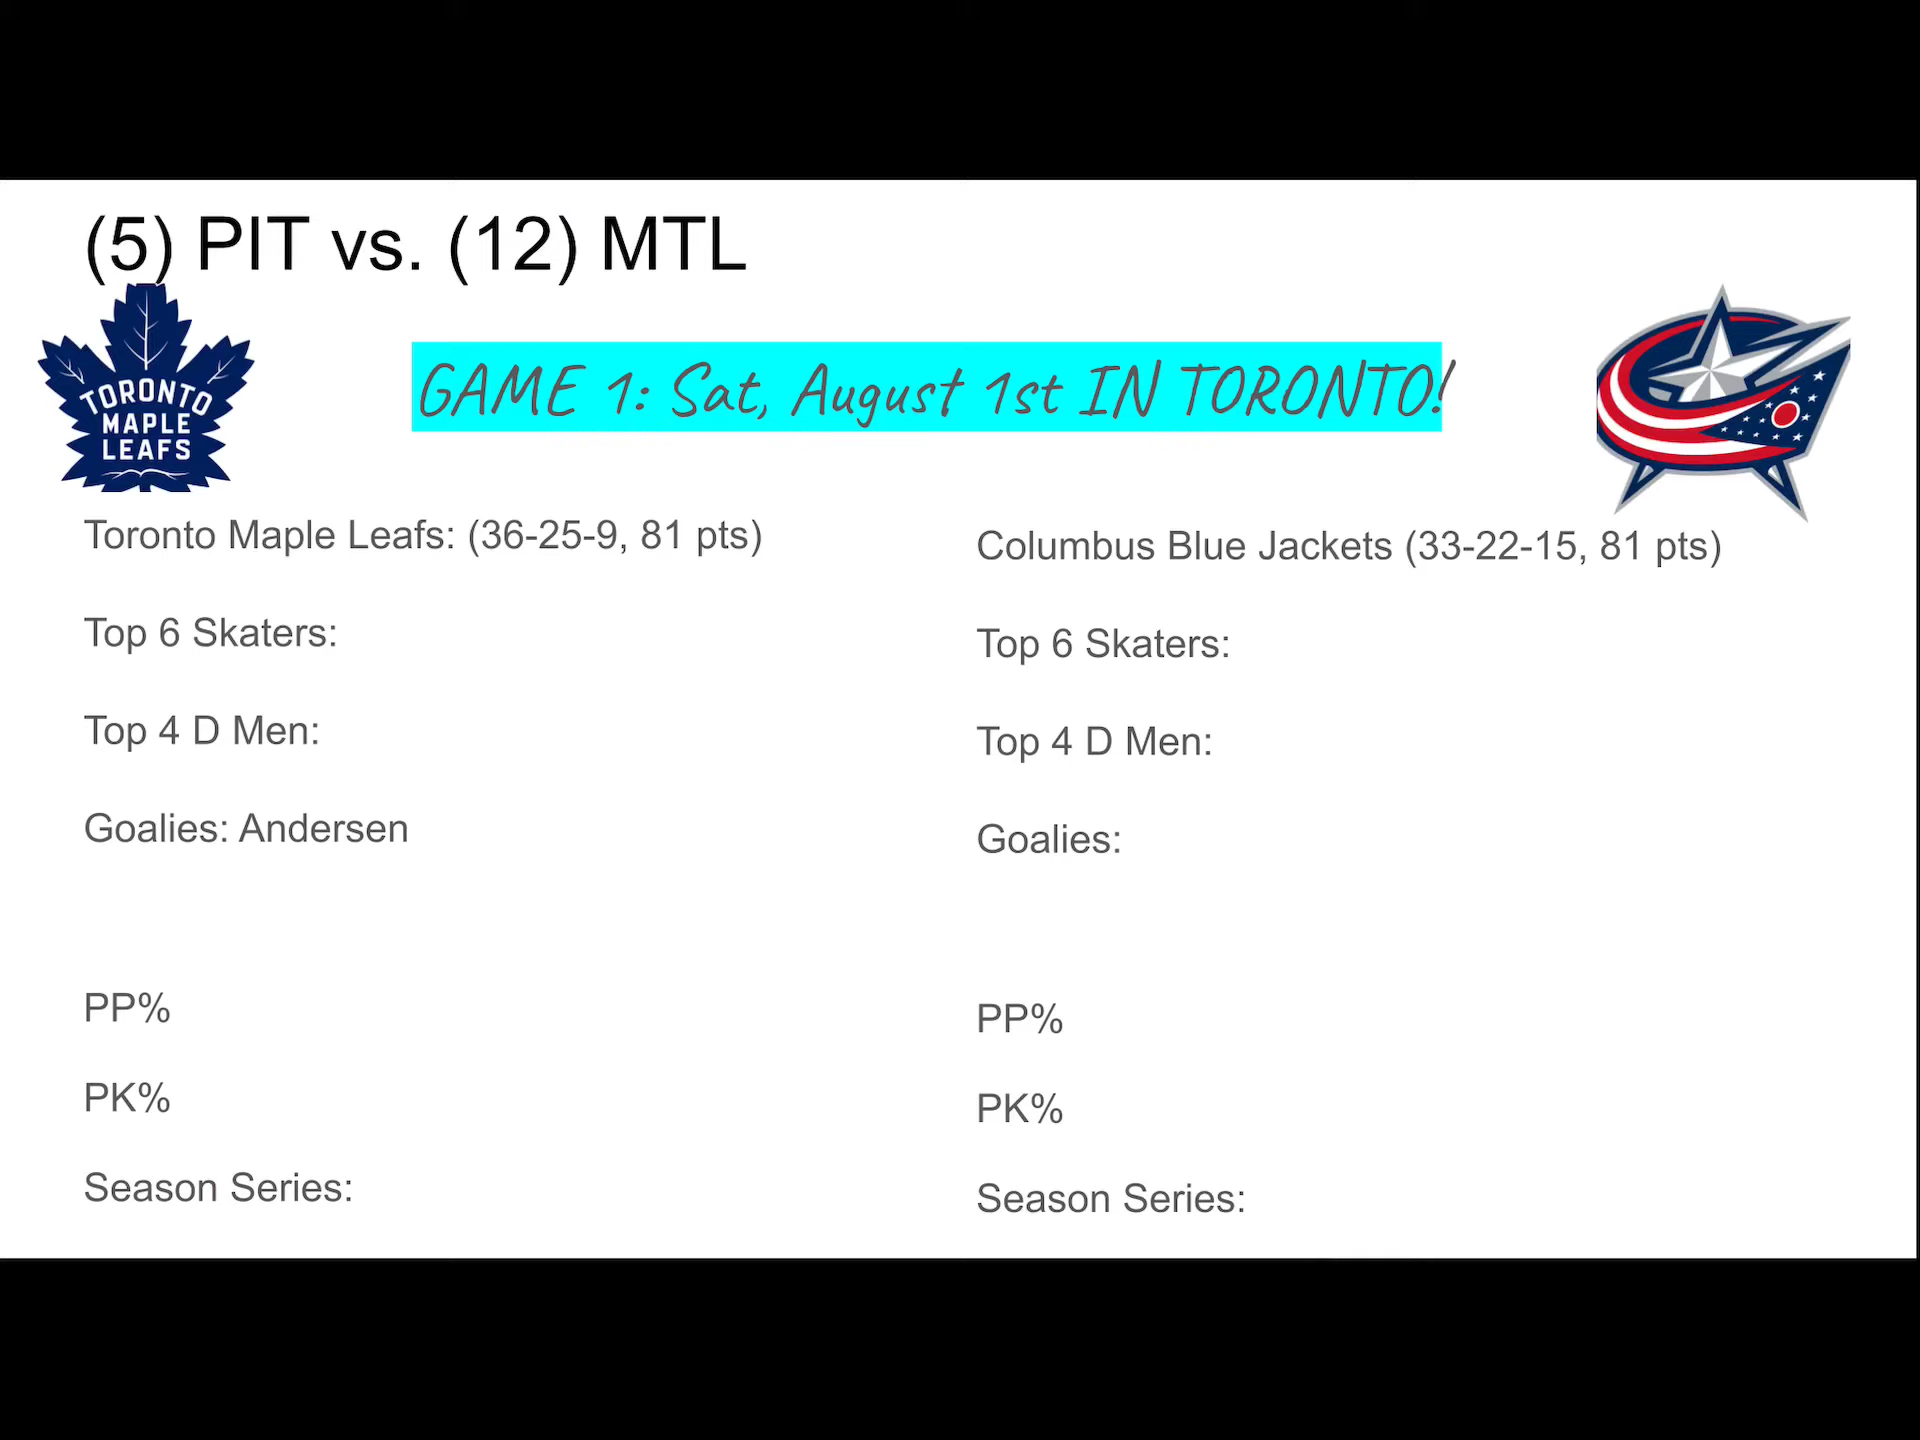 (5) PIT vs. (12) MTL
TORONTO
MAPLE
LEAFS
GAME 1: Sat, August 1st IN TORONTO!
Toronto Maple Leafs: (36-25-9, 81 pts)
Top 6 Skaters:
Top 4 D Men:
Goalies: Andersen
PP%
PK%
Season Series:
Columbus Blue Jackets (33-22-15, 81 pts)
Top 6 Skaters:
Top 4 D Men:
Goalies:
PP%
PK%
Season Series: